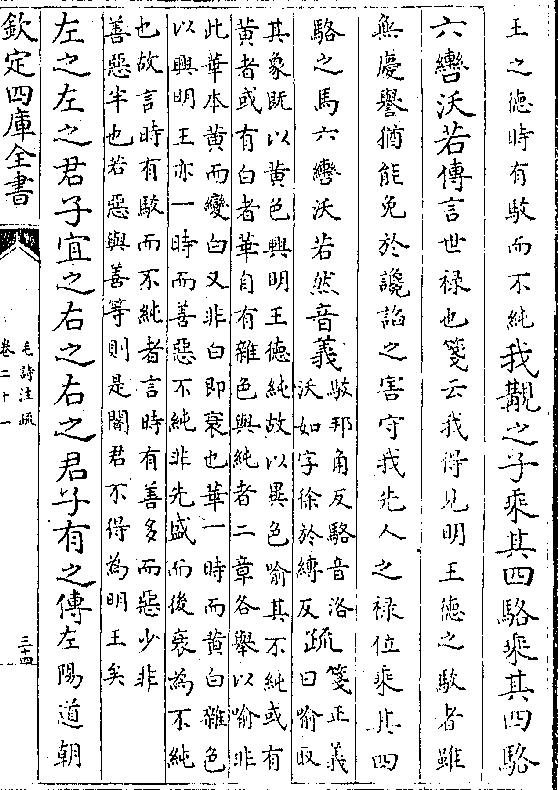 王之德時有駁而不純我覯之子乘其四駱乘其四駱
六轡沃若傳言世禄也箋云我得見明王德之駁者雖
無慶譽猶能免於讒諂之害守我先人之禄位乘其四
駱之馬六轡沃若然音義駁邦角反駱音洛
沃如字徐於縛反疏箋正義
曰喻取
其象既以黄色興明王德純故以異色喻其不純或有
黄者或有白者華自有雜色與純者二章各舉以喻非
此華本黄而變白又非白即衰也華一時而黄白雜色
以興明王亦一時而善惡不純非先盛而後衰為不純
也故言時有駁而不純者言時有善多而惡少非
善惡半也若惡與善等則是闇君不得為明王矣
左之左之君子宜之右之右之君子有之傳左陽道朝
欽定四庫全書
毛詩注疏
卷二十一
三十四